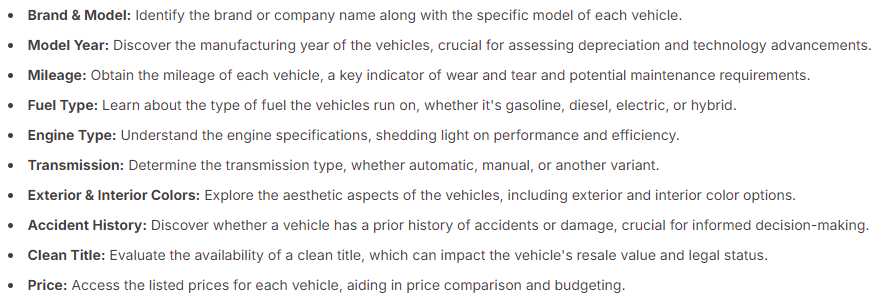 • Brand & Model: Identify the brand or company name along with the specific model of each vehicle.
• Model Year: Discover the manufacturing year of the vehicles, crucial for assessing depreciation and technology advancements.
• Mileage: Obtain the mileage of each vehicle, a key indicator of wear and tear and potential maintenance requirements.
• Fuel Type: Learn about the type of fuel the vehicles run on, whether it's gasoline, diesel, electric, or hybrid.
• Engine Type: Understand the engine specifications, shedding light on performance and efficiency.
• Transmission: Determine the transmission type, whether automatic, manual, or another variant.
• Exterior & Interior Colors: Explore the aesthetic aspects of the vehicles, including exterior and interior color options.
• Accident History: Discover whether a vehicle has a prior history of accidents or damage, crucial for informed decision-making.
• Clean Title: Evaluate the availability of a clean title, which can impact the vehicle's resale value and legal status.
• Price: Access the listed prices for each vehicle, aiding in price comparison and budgeting.